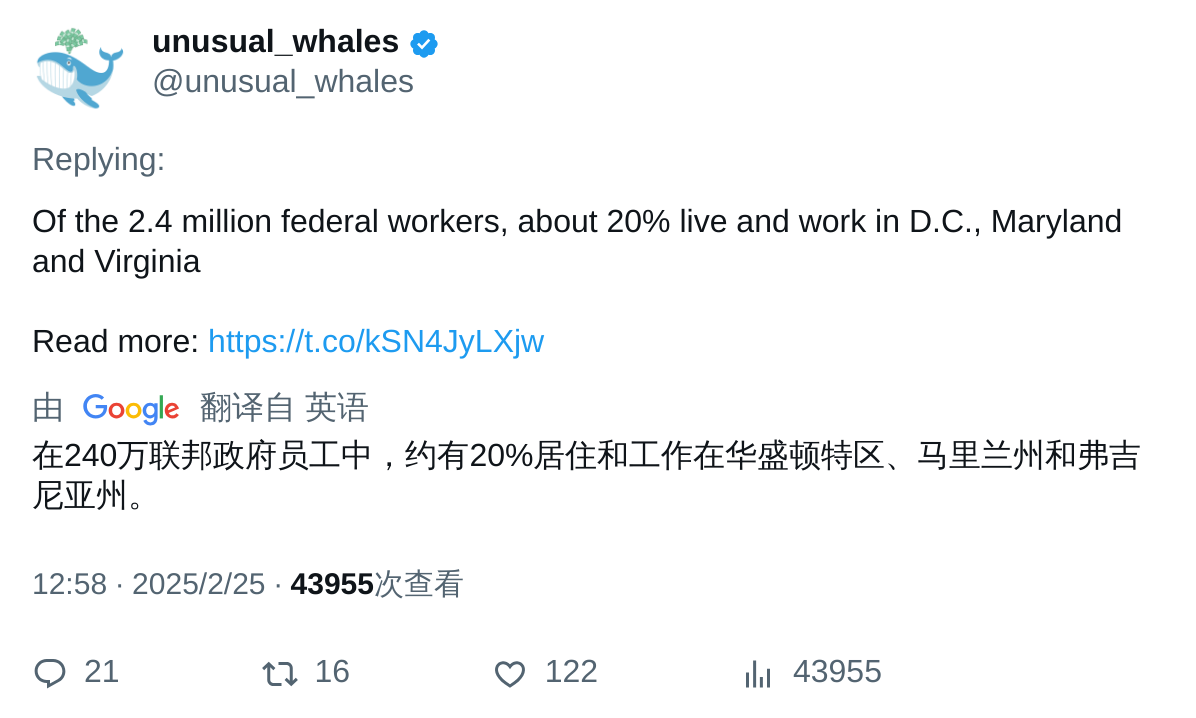 unusual_whales
@unusual_whales
Replying:
Of the 2.4 million federal workers, about 20% live and work in D.C., Maryland
and Virginia
Read more: https://t.co/kSN4JyLXjw
由 Google 翻译自 英语
在240万联邦政府员工中，约有20%居住和工作在华盛顿特区、马里兰州和弗吉
尼亚州。
12:58 · 2025/2/25 · 43955次查看
21 16 122 43955